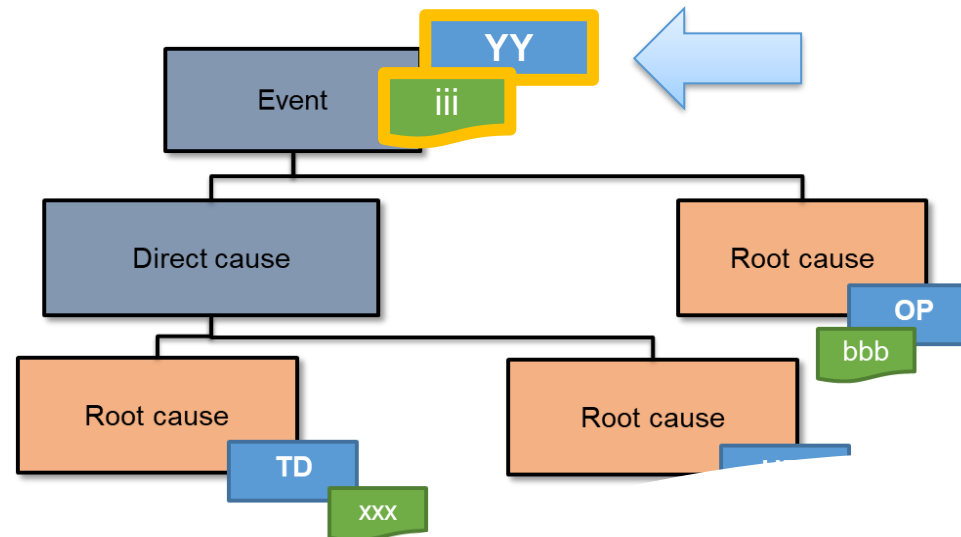 YY
Event
iii
Direct cause
Root cause
OP
bbb
Root cause
Root cause
TD
xxx